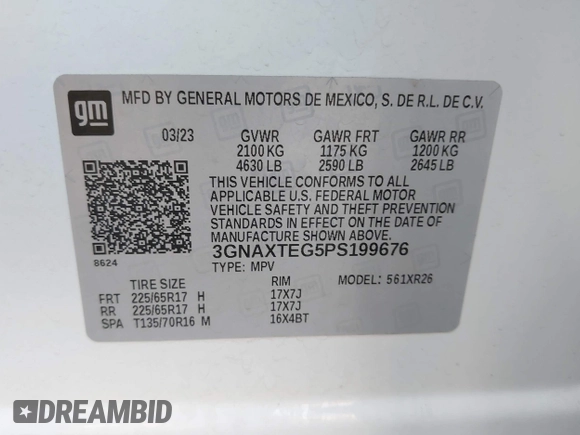 gm MFD BY GENERAL MOTORS DE MEXICO, S. DE R.L. DE C.V.
03/23 GVWR GAWR FRT GAWR RR
2100 KG 1175 KG 1200 KG
4630 LB 2590 LB 2645 LB
THIS VEHICLE CONFORMS TO ALL
APPLICABLE U.S. FEDERAL MOTOR
VEHICLE SAFETY AND THEFT PREVENTION
STANDARDS IN EFFECT ON THE DATE OF
MANUFACTURE SHOWN ABOVE.
3GNAXTEG5PS199676
8624 TYPE: MPV MODEL: 561XR26
TIRE SIZE RIM
FRT 225/65R17 H 17X7J
RR 225/65R17 H 17X7J
SPA T135/70R16 M 16X4BT
DREAMBID